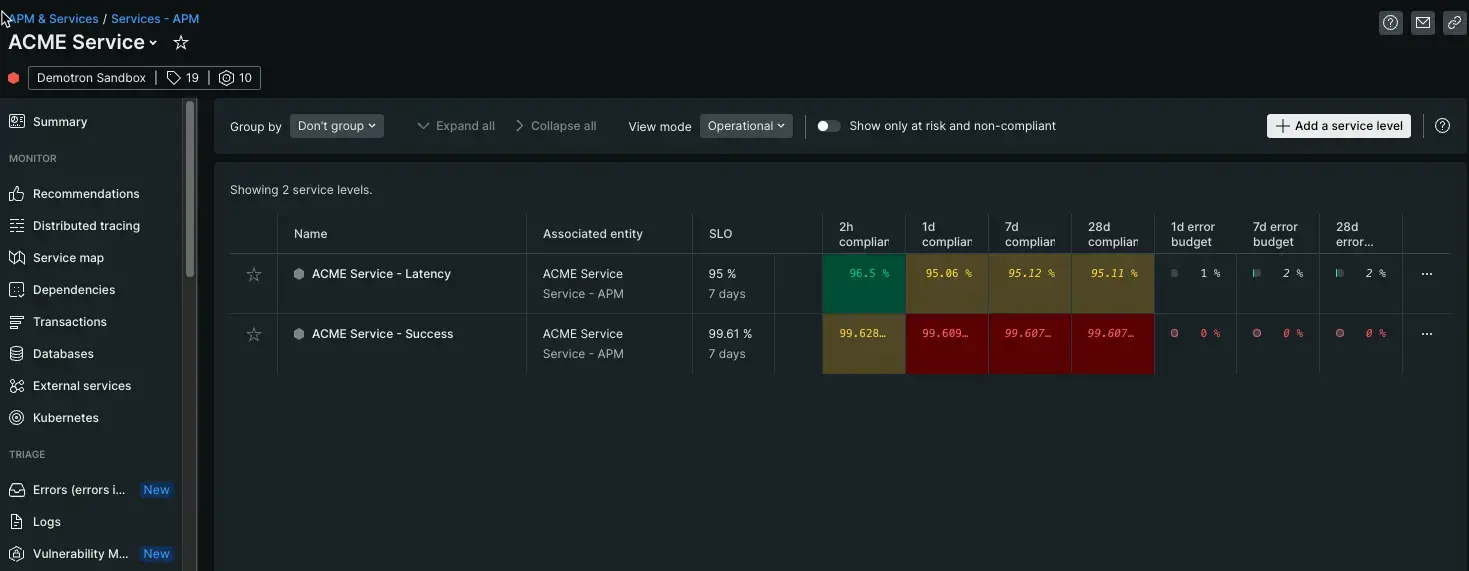 APM & Services / Services - APM
ACME Service
Demotron Sandbox | 19 | 10
Summary
MONITOR
Recommendations
Distributed tracing
Service map
Dependencies
Transactions
Databases
External services
Kubernetes
TRIAGE
Errors (errors i... New
Logs
Vulnerability M... New
Group by Don't group Expand all Collapse all View mode Operational Show only at risk and non-compliant + Add a service level
Showing 2 service levels.
Name Associated entity SLO 2h complian 1d complian 7d complian 28d complian 1d error budget 7d error budget 28d error...
ACME Service - Latency ACME Service 95 % 96.5 % 95.06 % 95.12 % 95.11 % 1 % 2 % 2 % ...
Service - APM 7 days
ACME Service - Success ACME Service 99.61 % 99.628... 99.609... 99.607... 99.607... 0 % 0 % 0 % ...
Service - APM 7 days